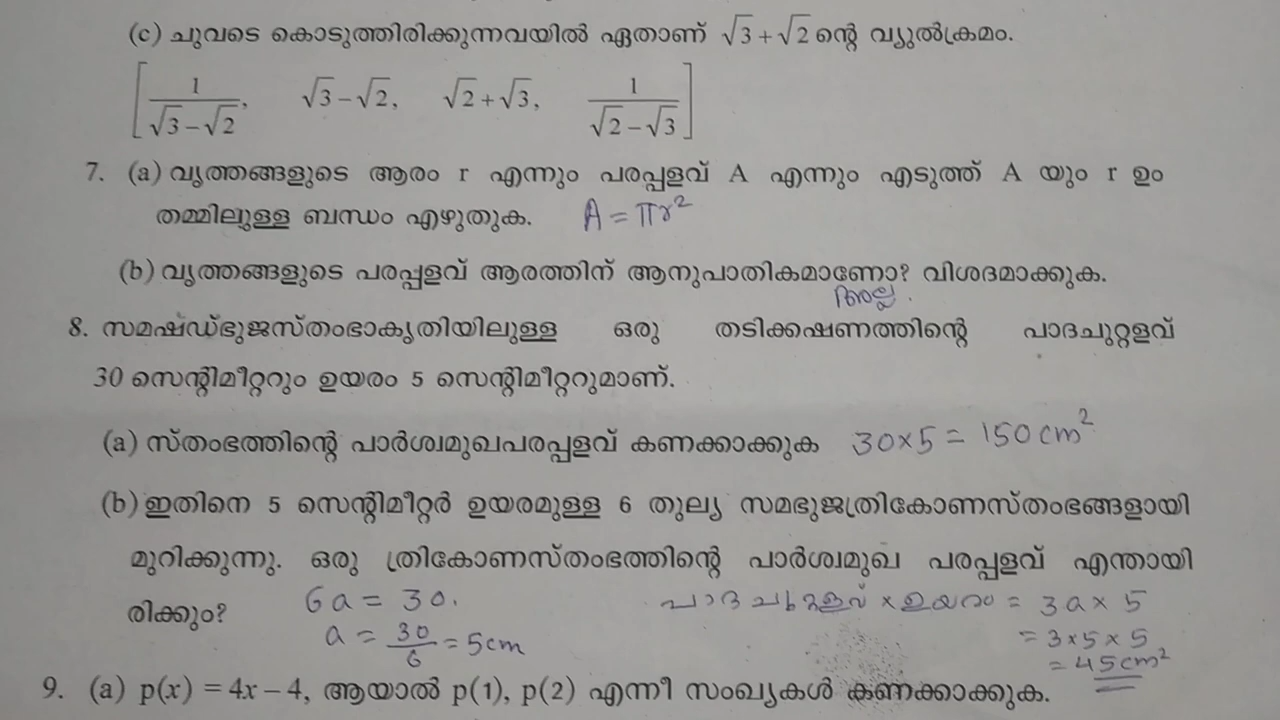 (c) ചുവടെ കൊടുത്തിരിക്കുന്നവയിൽ ഏതാണ് √3 + √2 ന്റെ വ്യുൽക്രമം.
[1/(√3 – √2), √3 – √2, √2 + √3, 1/(√2 – √3)]
7. (a) വൃത്തങ്ങളുടെ ആരം r എന്നും പരപ്പളവ് A എന്നും എടുത്ത് A യും r ഉം
തമ്മിലുള്ള ബന്ധം എഴുതുക. A = πr²
(b) വൃത്തങ്ങളുടെ പരപ്പളവ് ആരത്തിന് ആനുപാതികമാണോ? വിശദമാക്കുക.
അല്ല.
8. സമഷഡ്ഭുജസ്തംഭാകൃതിയിലുള്ള ഒരു തടിക്കഷണത്തിന്റെ പാദചുറ്റളവ്
30 സെന്റിമീറ്ററും ഉയരം 5 സെന്റിമീറ്ററുമാണ്.
(a) സ്തംഭത്തിന്റെ പാർശ്വമുഖപരപ്പളവ് കണക്കാക്കുക 30×5 = 150 cm²
(b) ഇതിനെ 5 സെന്റിമീറ്റർ ഉയരമുള്ള 6 തുല്യ സമഭുജത്രികോണസ്തംഭങ്ങളായി
മുറിക്കുന്നു. ഒരു ത്രികോണസ്തംഭത്തിന്റെ പാർശ്വമുഖ പരപ്പളവ് എന്തായി
രിക്കും? 6a = 30. പാദചുറ്റളവ് × ഉയരം = 3a × 5
a = 30/6 = 5cm = 3×5×5
= 45cm²
9. (a) p(x) = 4x – 4, ആയാൽ p(1), p(2) എന്നീ സംഖ്യകൾ കണക്കാക്കുക.